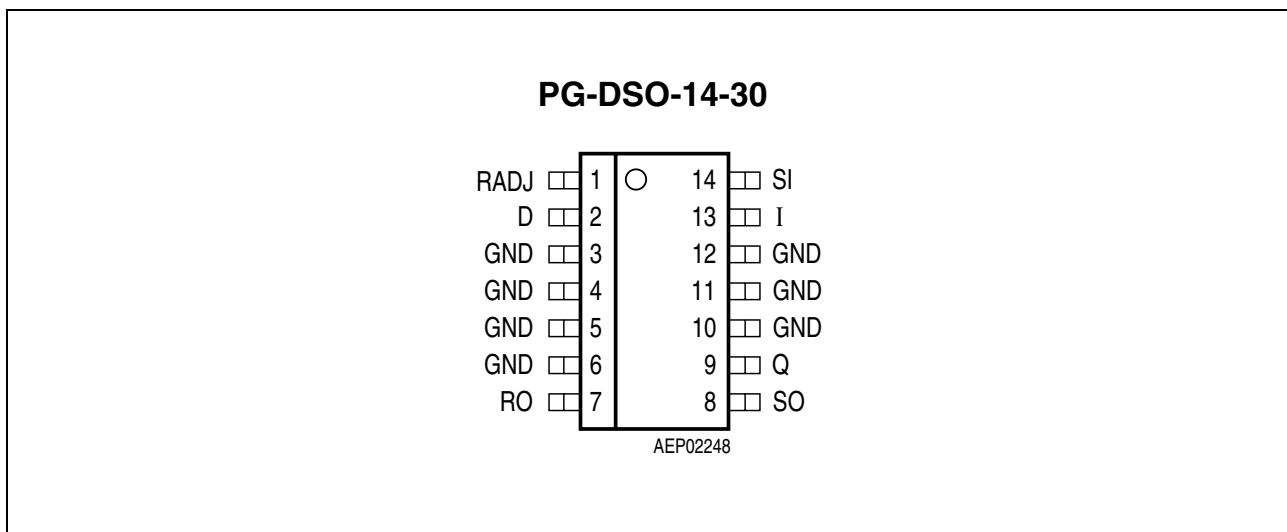 PG-DSO-14-30
RADJ 1 14 SI
D 2 13 I
GND 3 12 GND
GND 4 11 GND
GND 5 10 GND
GND 6 9 Q
RO 7 8 SO
AEP02248